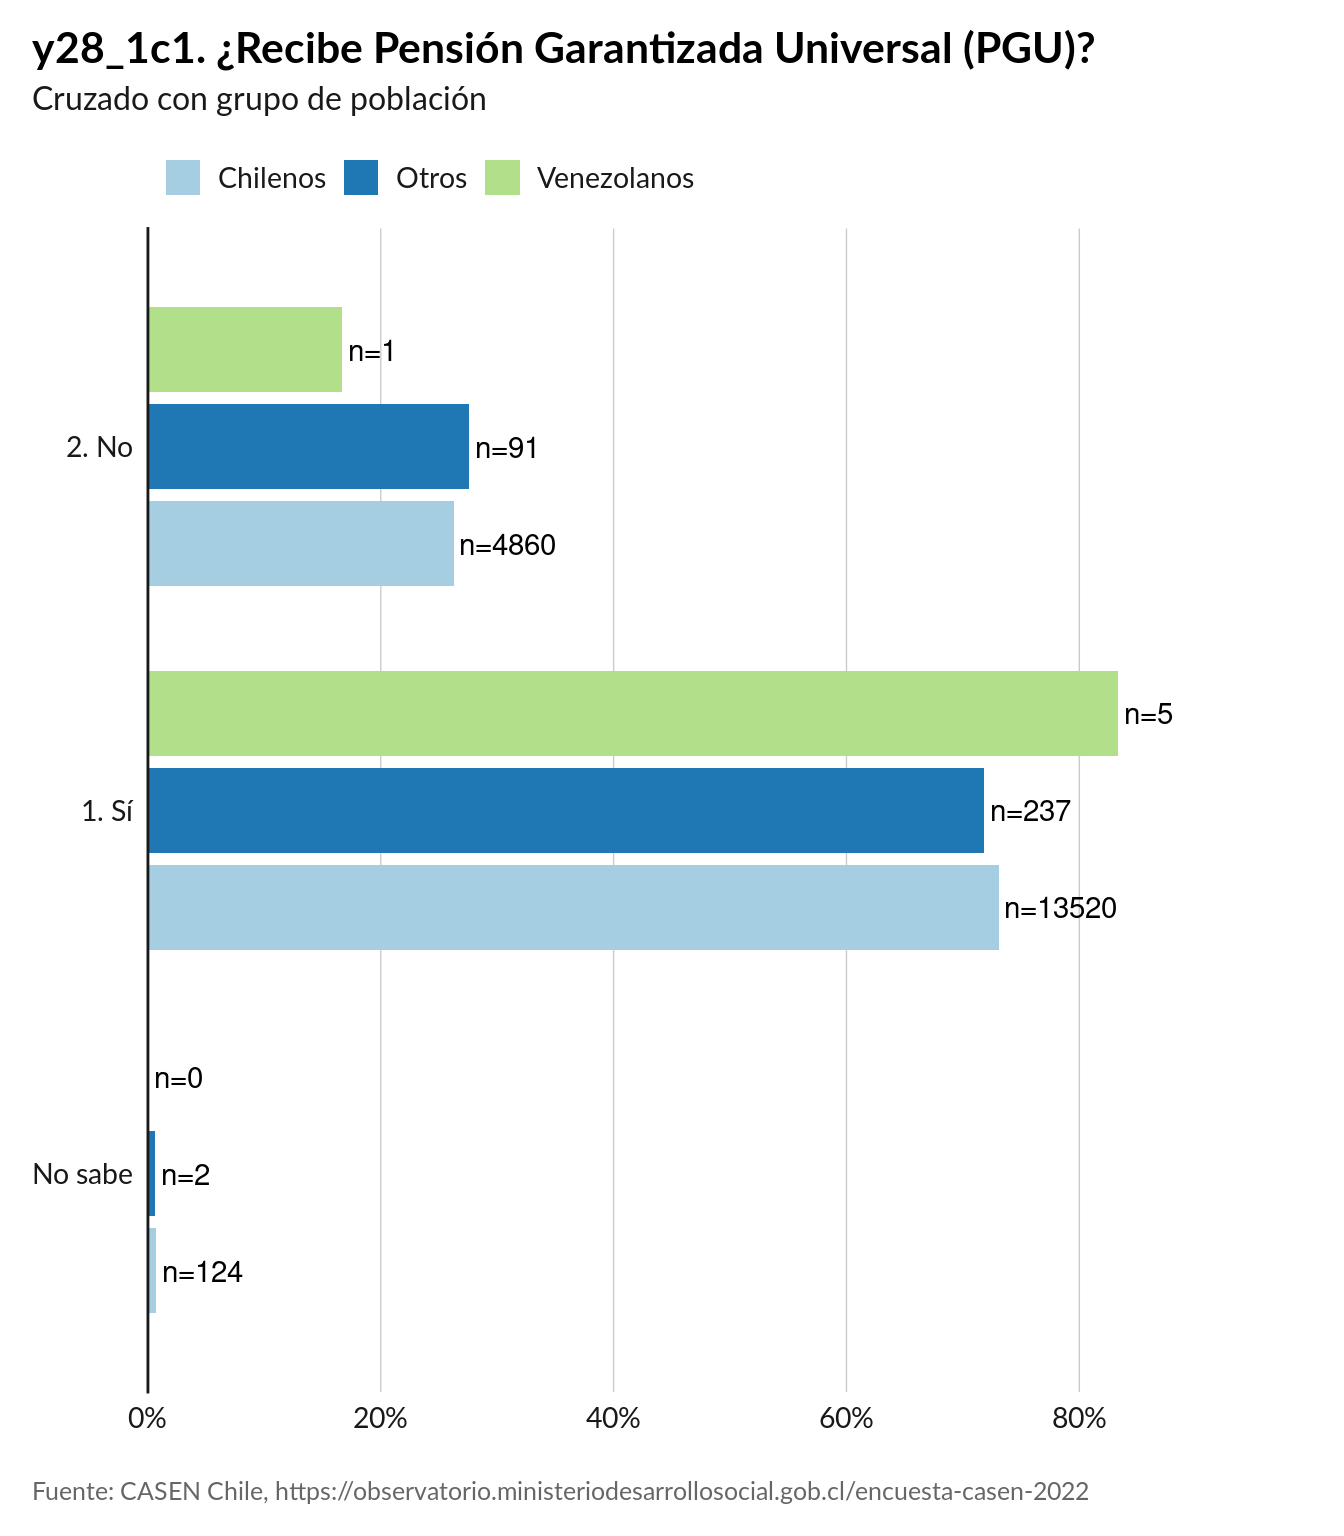 y28_1c1. ¿Recibe Pensión Garantizada Universal (PGU)?
Cruzado con grupo de población
Chilenos Otros Venezolanos
n=1
2. No n=91
n=4860
n=5
1. Sí n=237
n=13520
n=0
No sabe n=2
n=124
0% 20% 40% 60% 80%
Fuente: CASEN Chile, https://observatorio.ministeriodesarrollosocial.gob.cl/encuesta-casen-2022